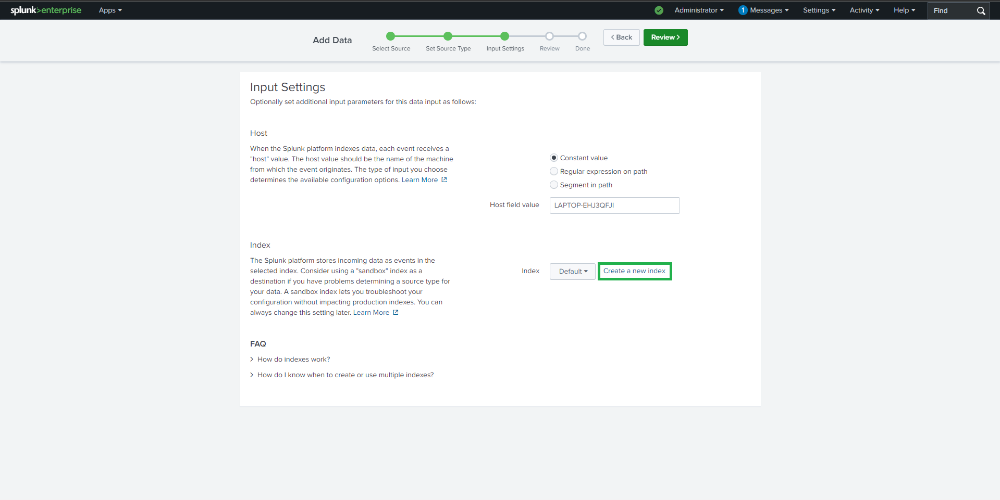 splunk>enterprise Apps Administrator 1 Messages Settings Activity Help Find
Add Data
Select Source Set Source Type Input Settings Review Done
< Back Review >
Input Settings
Optionally set additional input parameters for this data input as follows:
Host
When the Splunk platform indexes data, each event receives a
"host" value. The host value should be the name of the machine
from which the event originates. The type of input you choose
determines the available configuration options. Learn More
Constant value
Regular expression on path
Segment in path
Host field value LAPTOP-EHJ3QFJI
Index
The Splunk platform stores incoming data as events in the
selected index. Consider using a "sandbox" index as a
destination if you have problems determining a source type for
your data. A sandbox index lets you troubleshoot your
configuration without impacting production indexes. You can
always change this setting later. Learn More
Index Default Create a new index
FAQ
> How do indexes work?
> How do I know when to create or use multiple indexes?